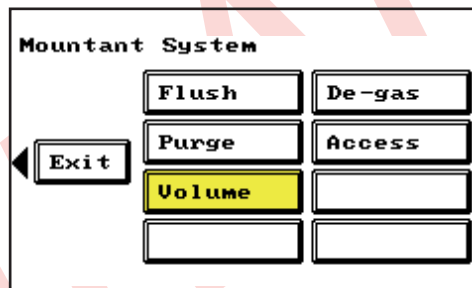 Mountant System
Flush De-gas
Purge Access
Exit
Volume